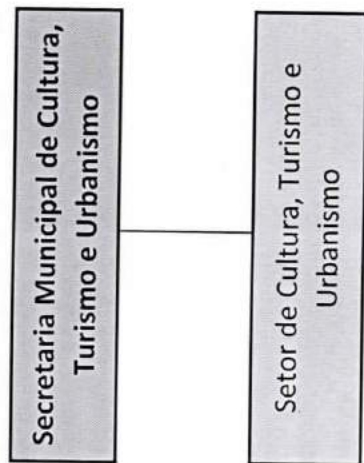 Secretaria Municipal de Cultura,
Turismo e Urbanismo
Setor de Cultura, Turismo e
Urbanismo